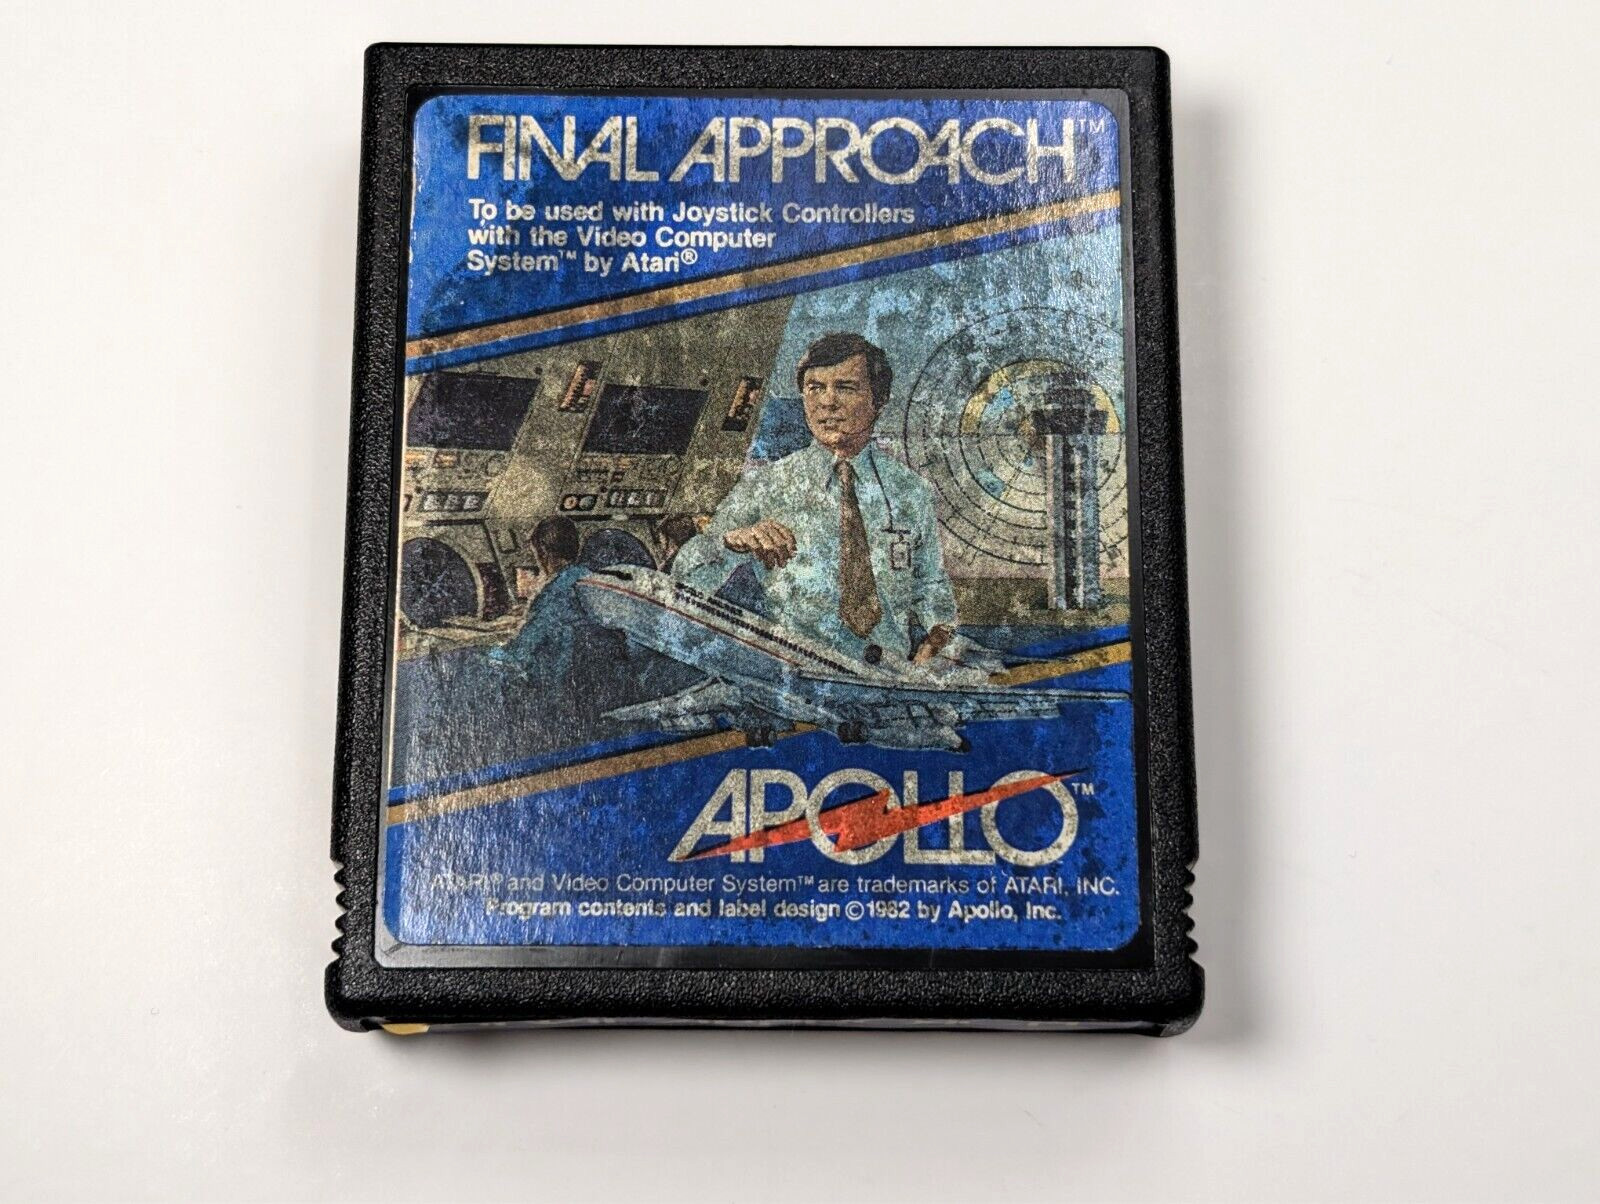 FINAL APPROACH™
To be used with Joystick Controllers
with the Video Computer
System™ by Atari®
APOLLO™
ATARI® and Video Computer System™ are trademarks of ATARI, INC.
Program contents and label design © 1982 by Apollo, Inc.